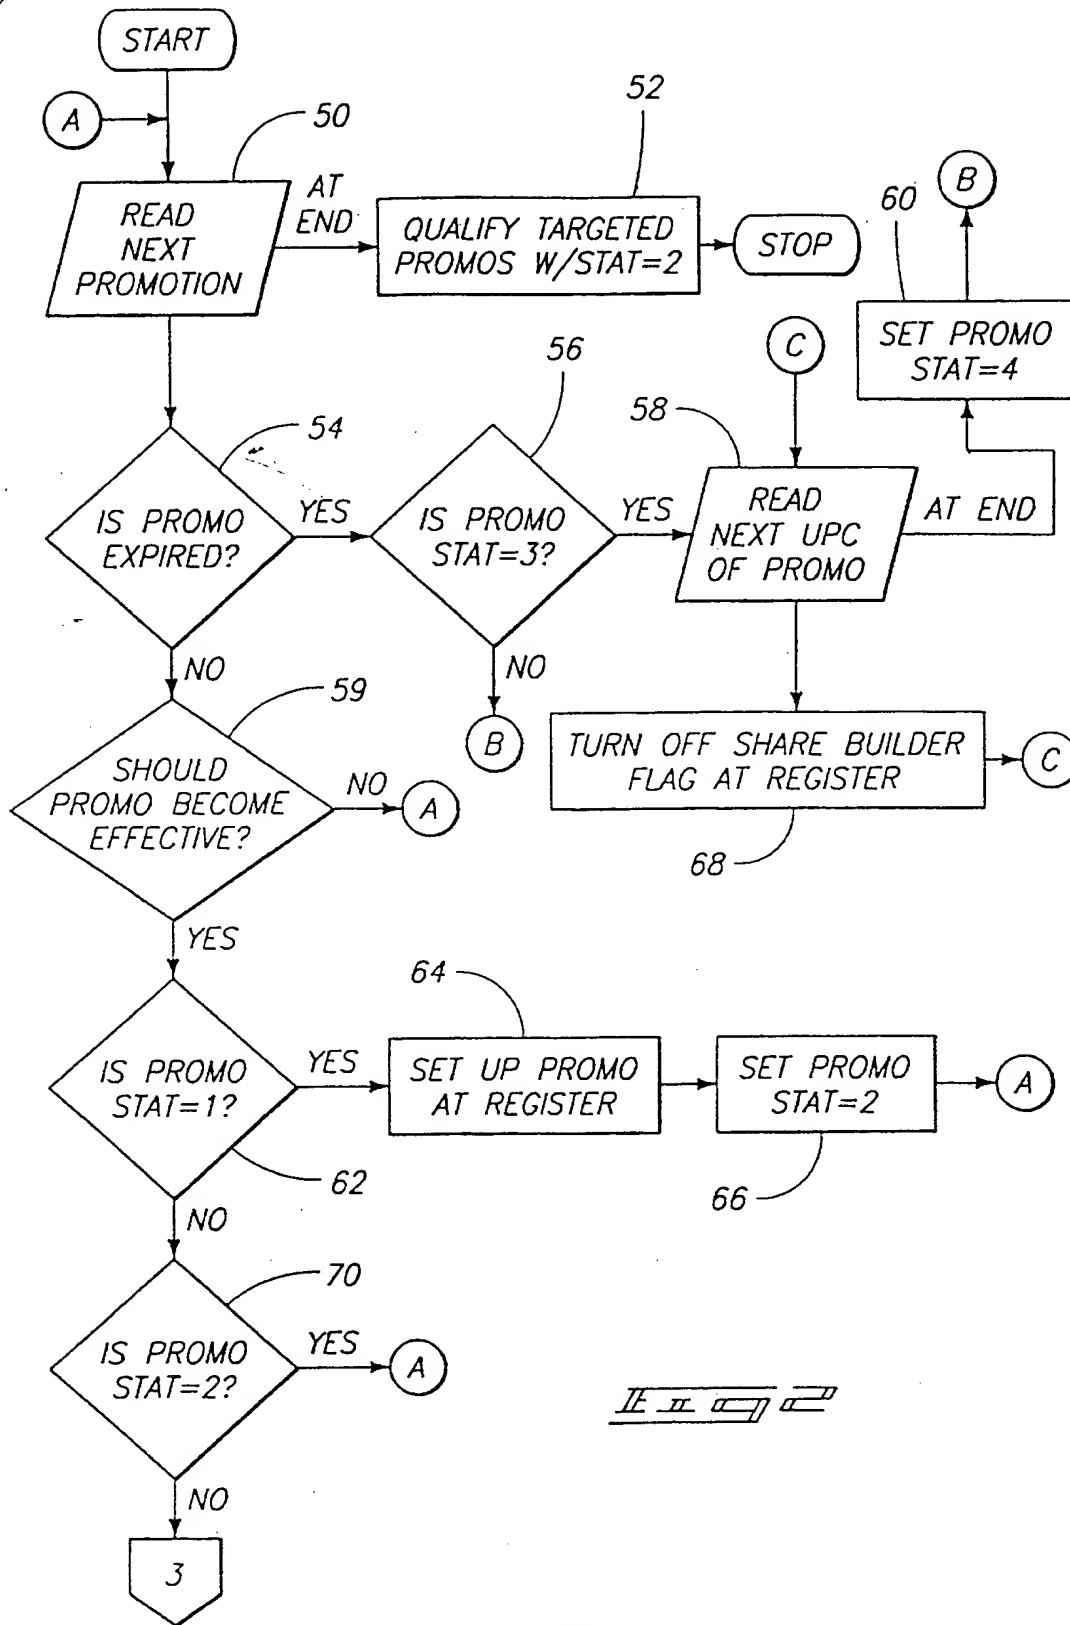 START
A
50
READ
NEXT
PROMOTION
AT
END
52
QUALIFY TARGETED
PROMOS W/STAT=2
STOP
B
60
SET PROMO
STAT=4
C
54
IS PROMO
EXPIRED?
YES
56
IS PROMO
STAT=3?
YES
58
READ
NEXT UPC
OF PROMO
AT END
NO
B
TURN OFF SHARE BUILDER
FLAG AT REGISTER
C
68
NO
59
SHOULD
PROMO BECOME
EFFECTIVE?
NO
A
YES
IS PROMO
STAT=1?
62
YES
64
SET UP PROMO
AT REGISTER
SET PROMO
STAT=2
66
A
NO
70
IS PROMO
STAT=2?
YES
A
NO
3
Fig 2